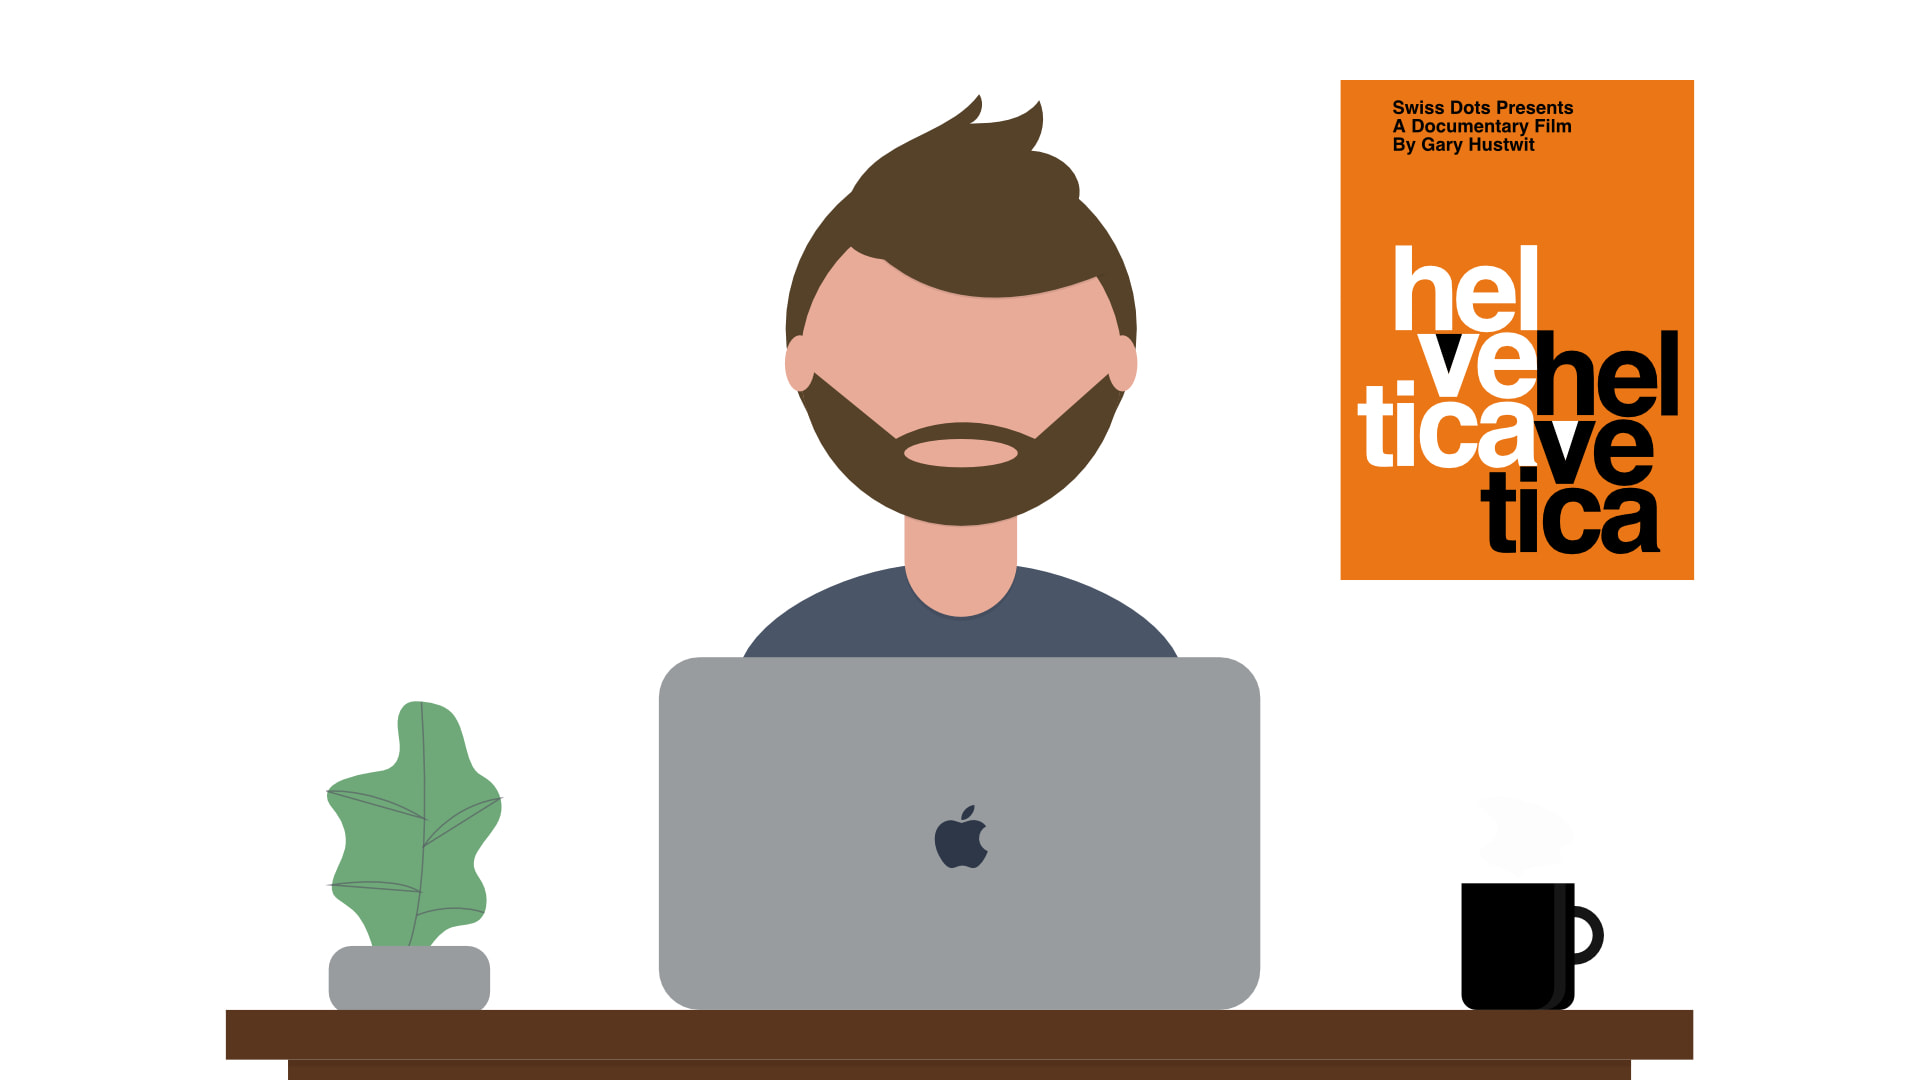 Swiss Dots Presents
A Documentary Film
By Gary Hustwit
hel
ve
tica
hel
ve
tica